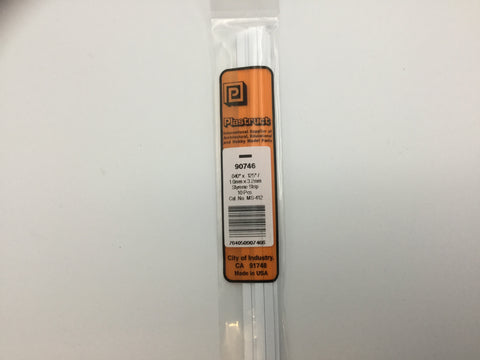 P
Plastruct
International Supplier of
Architectural, Educational
and Hobby Model Parts
90746
.040" x .125" /
1.0mm x 3.2mm
Styrene Strip
10 Pcs
Cat. No. MS-412
City of Industry,
CA 91748
Made in USA